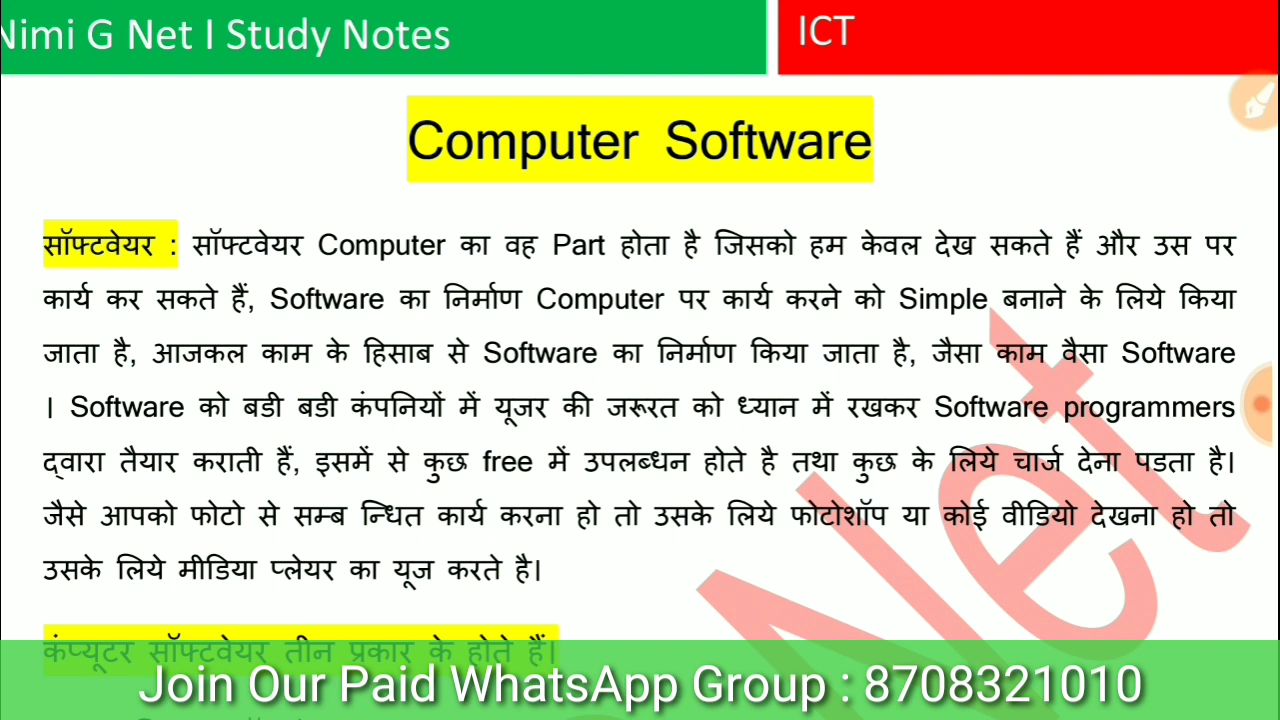 Nimi G Net I Study Notes
ICT
Computer Software
सॉफ्टवेयर : सॉफ्टवेयर Computer का वह Part होता है जिसको हम केवल देख सकते हैं और उस पर
कार्य कर सकते हैं, Software का निर्माण Computer पर कार्य करने को Simple बनाने के लिये किया
जाता है, आजकल काम के हिसाब से Software का निर्माण किया जाता है, जैसा काम वैसा Software
। Software को बडी बडी कंपनियों में यूजर की जरूरत को ध्यान में रखकर Software programmers
द्वारा तैयार कराती हैं, इसमें से कुछ free में उपलब्धन होते है तथा कुछ के लिये चार्ज देना पडता है।
जैसे आपको फोटो से सम्ब न्धित कार्य करना हो तो उसके लिये फोटोशॉप या कोई वीडियो देखना हो तो
उसके लिये मीडिया प्लेयर का यूज करते है।
कंप्यूटर सॉफ्टवेयर तीन प्रकार के होते हैं।
Join Our Paid WhatsApp Group : 8708321010
Net